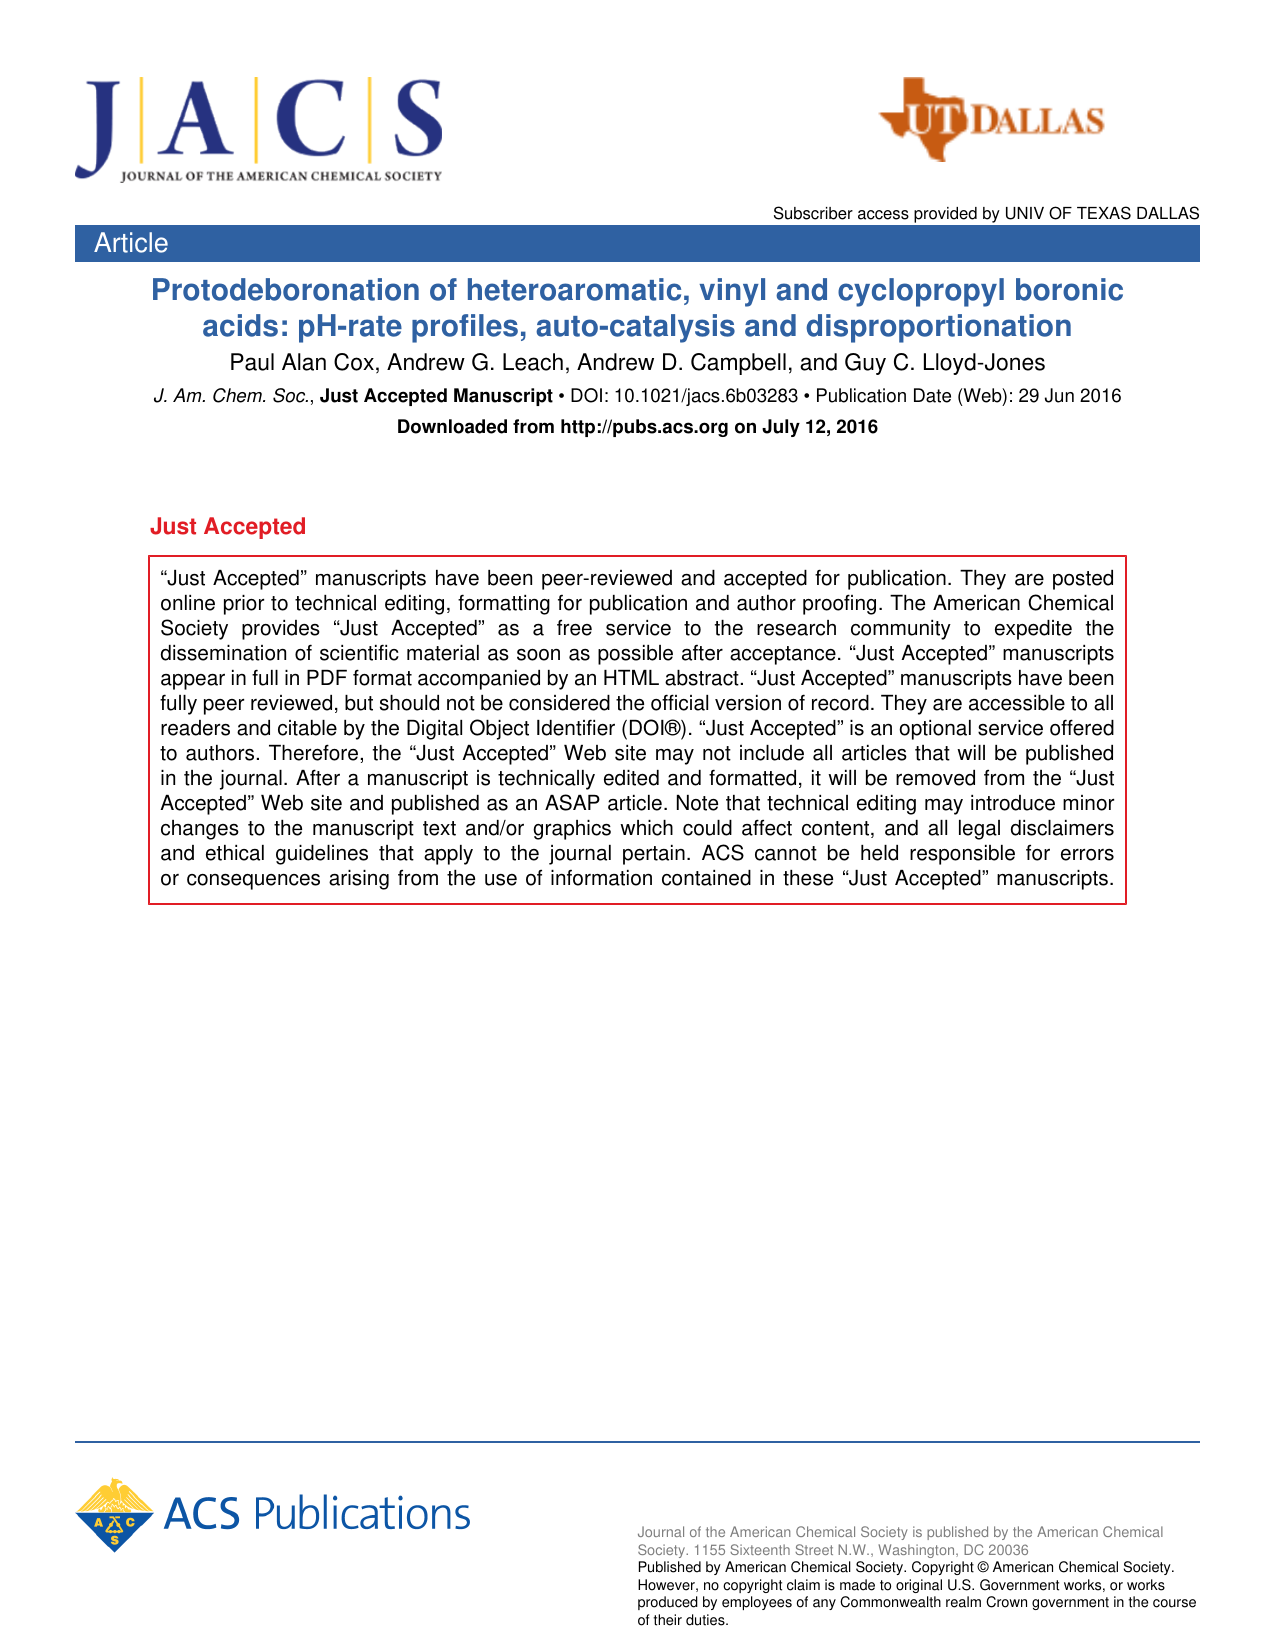 J|A|C|S
JOURNAL OF THE AMERICAN CHEMICAL SOCIETY
UT DALLAS
Subscriber access provided by UNIV OF TEXAS DALLAS
Article
Protodeboronation of heteroaromatic, vinyl and cyclopropyl boronic
acids: pH-rate profiles, auto-catalysis and disproportionation
Paul Alan Cox, Andrew G. Leach, Andrew D. Campbell, and Guy C. Lloyd-Jones
J. Am. Chem. Soc., Just Accepted Manuscript • DOI: 10.1021/jacs.6b03283 • Publication Date (Web): 29 Jun 2016
Downloaded from http://pubs.acs.org on July 12, 2016
Just Accepted
“Just Accepted” manuscripts have been peer-reviewed and accepted for publication. They are posted
online prior to technical editing, formatting for publication and author proofing. The American Chemical
Society provides “Just Accepted” as a free service to the research community to expedite the
dissemination of scientific material as soon as possible after acceptance. “Just Accepted” manuscripts
appear in full in PDF format accompanied by an HTML abstract. “Just Accepted” manuscripts have been
fully peer reviewed, but should not be considered the official version of record. They are accessible to all
readers and citable by the Digital Object Identifier (DOI®). “Just Accepted” is an optional service offered
to authors. Therefore, the “Just Accepted” Web site may not include all articles that will be published
in the journal. After a manuscript is technically edited and formatted, it will be removed from the “Just
Accepted” Web site and published as an ASAP article. Note that technical editing may introduce minor
changes to the manuscript text and/or graphics which could affect content, and all legal disclaimers
and ethical guidelines that apply to the journal pertain. ACS cannot be held responsible for errors
or consequences arising from the use of information contained in these “Just Accepted” manuscripts.
A C S
ACS Publications
Journal of the American Chemical Society is published by the American Chemical
Society. 1155 Sixteenth Street N.W., Washington, DC 20036
Published by American Chemical Society. Copyright © American Chemical Society.
However, no copyright claim is made to original U.S. Government works, or works
produced by employees of any Commonwealth realm Crown government in the course
of their duties.